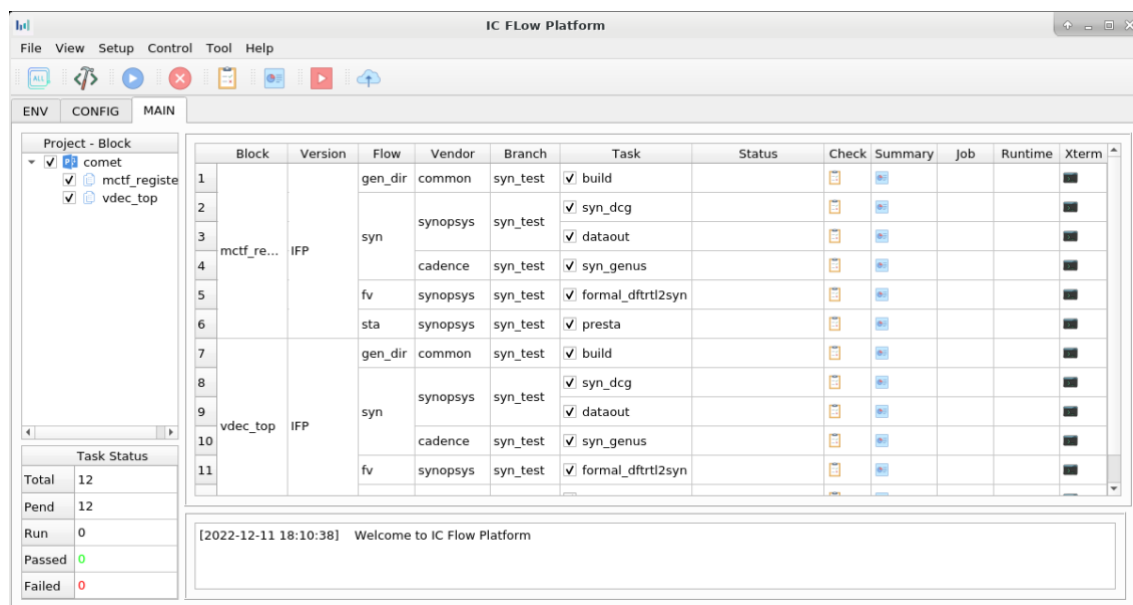 IC FLow Platform
File View Setup Control Tool Help
ALL
ENV CONFIG MAIN
Project - Block
comet
mctf_registe
vdec_top
Block Version Flow Vendor Branch Task Status Check Summary Job Runtime Xterm
1 mctf_re... IFP gen_dir common syn_test build
2 syn synopsys syn_test syn_dcg
3 dataout
4 cadence syn_test syn_genus
5 fv synopsys syn_test formal_dftrtl2syn
6 sta synopsys syn_test presta
7 vdec_top IFP gen_dir common syn_test build
8 syn synopsys syn_test syn_dcg
9 dataout
10 cadence syn_test syn_genus
11 fv synopsys syn_test formal_dftrtl2syn
Task Status
Total 12
Pend 12
Run 0
Passed 0
Failed 0
[2022-12-11 18:10:38] Welcome to IC Flow Platform